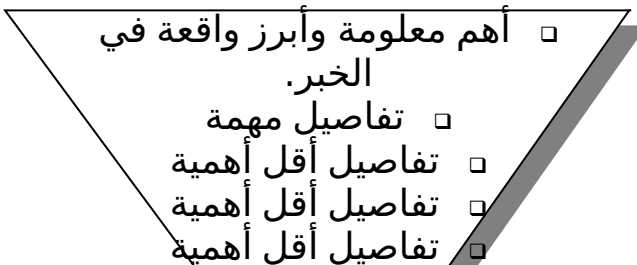 ❑ أهم معلومة وأبرز واقعة في
الخبر.
❑ تفاصيل مهمة
❑ تفاصيل أقل أهمية
❑ تفاصيل أقل أهمية
❑ تفاصيل أقل أهمية